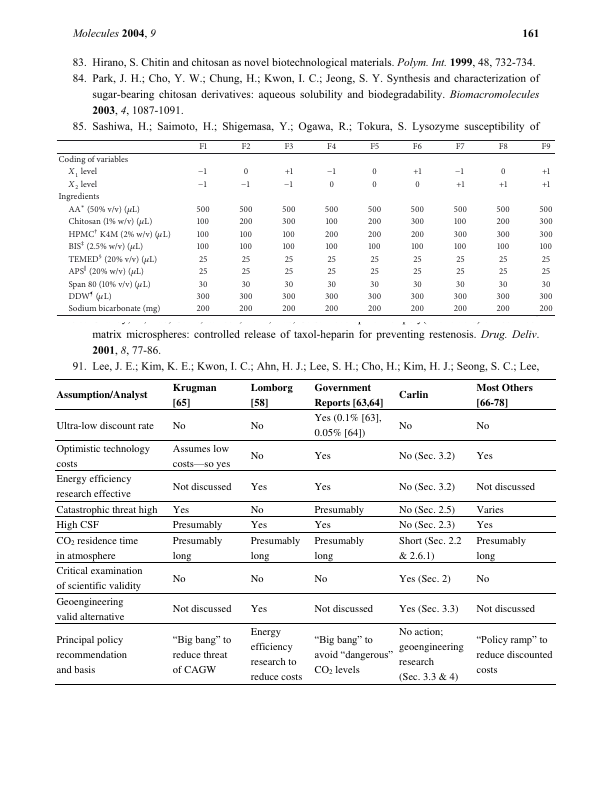 Molecules 2004, 9 161
83. Hirano, S. Chitin and chitosan as novel biotechnological materials. Polym. Int. 1999, 48, 732-734.
84. Park, J. H.; Cho, Y. W.; Chung, H.; Kwon, I. C.; Jeong, S. Y. Synthesis and characterization of
sugar-bearing chitosan derivatives: aqueous solubility and biodegradability. Biomacromolecules
2003, 4, 1087-1091.
85. Sashiwa, H.; Saimoto, H.; Shigemasa, Y.; Ogawa, R.; Tokura, S. Lysozyme susceptibility of
F1 F2 F3 F4 F5 F6 F7 F8 F9
Coding of variables
X1 level −1 0 +1 −1 0 +1 −1 0 +1
X2 level −1 −1 −1 0 0 0 +1 +1 +1
Ingredients
AA* (50% v/v) (μL) 500 500 500 500 500 500 500 500 500
Chitosan (1% w/v) (μL) 100 200 300 100 200 300 100 200 300
HPMC† K4M (2% w/v) (μL) 100 100 100 200 200 200 300 300 300
BIS‡ (2.5% w/v) (μL) 100 100 100 100 100 100 100 100 100
TEMED§ (20% v/v) (μL) 25 25 25 25 25 25 25 25 25
APS∥ (20% w/v) (μL) 25 25 25 25 25 25 25 25 25
Span 80 (10% v/v) (μL) 30 30 30 30 30 30 30 30 30
DDW¶ (μL) 300 300 300 300 300 300 300 300 300
Sodium bicarbonate (mg) 200 200 200 200 200 200 200 200 200
matrix microspheres: controlled release of taxol-heparin for preventing restenosis. Drug. Deliv.
2001, 8, 77-86.
91. Lee, J. E.; Kim, K. E.; Kwon, I. C.; Ahn, H. J.; Lee, S. H.; Cho, H.; Kim, H. J.; Seong, S. C.; Lee,
Assumption/Analyst Krugman [65] Lomborg [58] Government Reports [63,64] Carlin Most Others [66-78]
Ultra-low discount rate No No Yes (0.1% [63], 0.05% [64]) No No
Optimistic technology costs Assumes low costs—so yes No Yes No (Sec. 3.2) Yes
Energy efficiency research effective Not discussed Yes Yes No (Sec. 3.2) Not discussed
Catastrophic threat high Yes No Presumably No (Sec. 2.5) Varies
High CSF Presumably Yes Yes No (Sec. 2.3) Yes
CO2 residence time in atmosphere Presumably long Presumably long Presumably long Short (Sec. 2.2 & 2.6.1) Presumably long
Critical examination of scientific validity No No No Yes (Sec. 2) No
Geoengineering valid alternative Not discussed Yes Not discussed Yes (Sec. 3.3) Not discussed
Principal policy recommendation and basis “Big bang” to reduce threat of CAGW Energy efficiency research to reduce costs “Big bang” to avoid “dangerous” CO2 levels No action; geoengineering research (Sec. 3.3 & 4) “Policy ramp” to reduce discounted costs